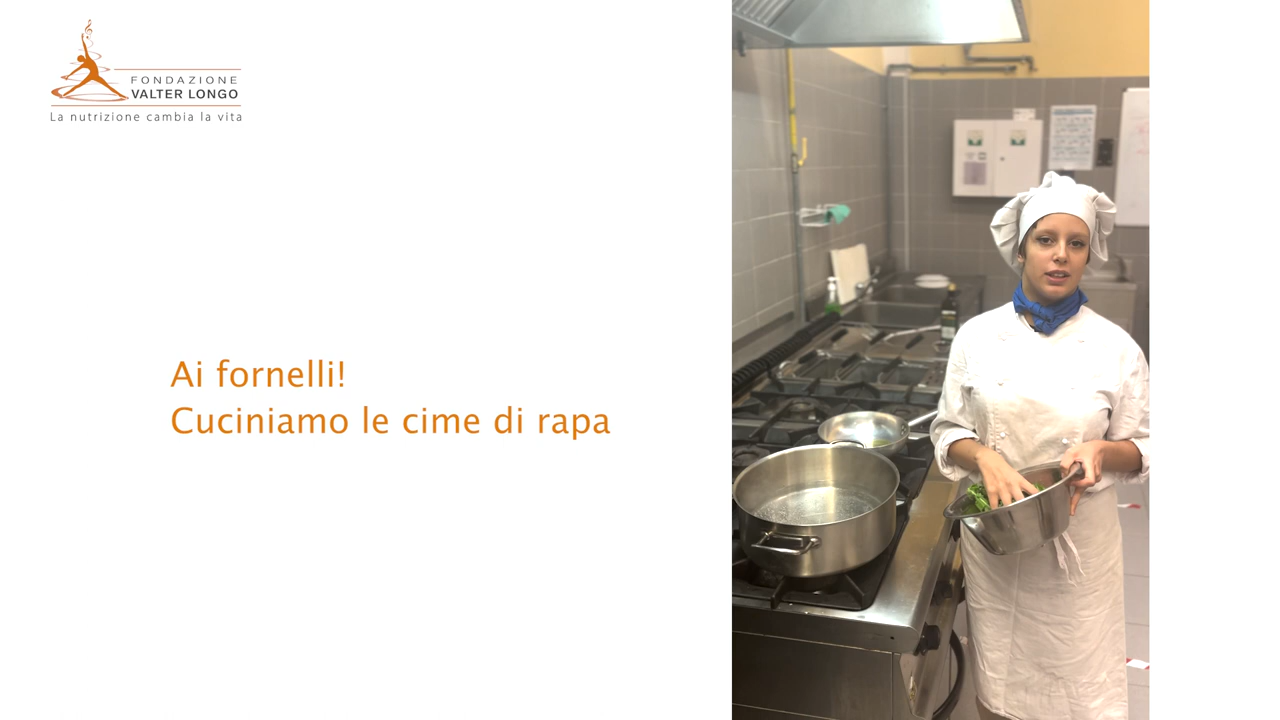 FONDAZIONE
VALTER LONGO
La nutrizione cambia la vita
Ai fornelli!
Cuciniamo le cime di rapa